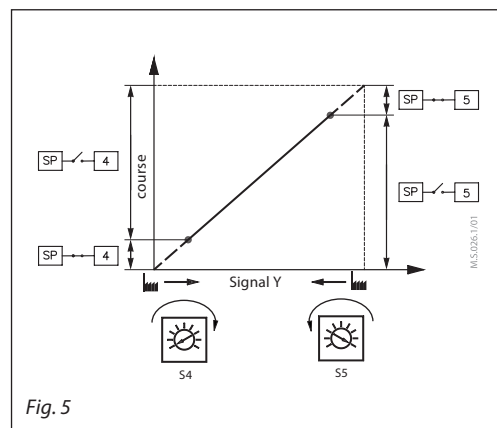 SP 5
SP 4
course
SP 5
SP 4
Signal Y
M.S.026.1/01
S4
S5
Fig. 5